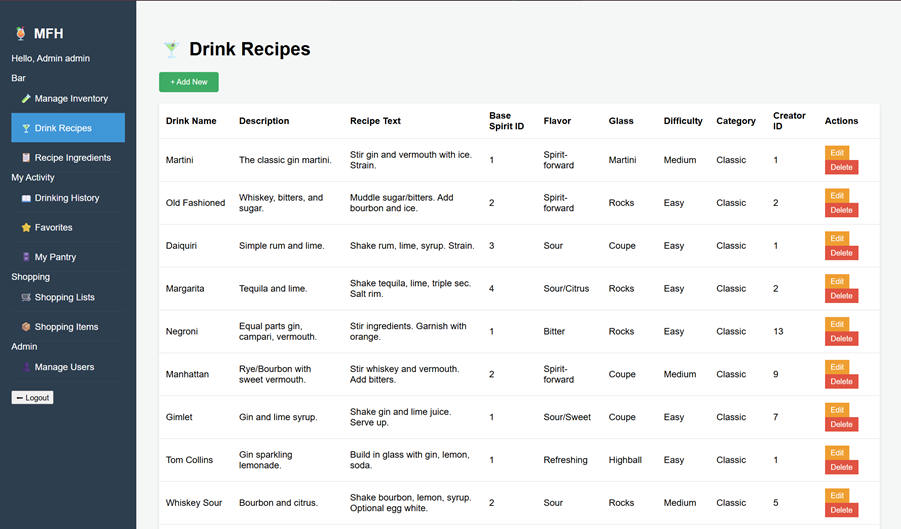 MFH
Hello, Admin admin
Bar
Manage Inventory
Drink Recipes
Recipe Ingredients
My Activity
Drinking History
Favorites
My Pantry
Shopping
Shopping Lists
Shopping Items
Admin
Manage Users
Logout
Drink Recipes
+ Add New
Drink Name Description Recipe Text Base Spirit ID Flavor Glass Difficulty Category Creator ID Actions
Martini The classic gin martini. Stir gin and vermouth with ice. Strain. 1 Spirit-forward Martini Medium Classic 1 Edit Delete
Old Fashioned Whiskey, bitters, and sugar. Muddle sugar/bitters. Add bourbon and ice. 2 Spirit-forward Rocks Easy Classic 2 Edit Delete
Daiquiri Simple rum and lime. Shake rum, lime, syrup. Strain. 3 Sour Coupe Easy Classic 1 Edit Delete
Margarita Tequila and lime. Shake tequila, lime, triple sec. Salt rim. 4 Sour/Citrus Rocks Easy Classic 2 Edit Delete
Negroni Equal parts gin, campari, vermouth. Stir ingredients. Garnish with orange. 1 Bitter Rocks Easy Classic 13 Edit Delete
Manhattan Rye/Bourbon with sweet vermouth. Stir whiskey and vermouth. Add bitters. 2 Spirit-forward Coupe Medium Classic 9 Edit Delete
Gimlet Gin and lime syrup. Shake gin and lime juice. Serve up. 1 Sour/Sweet Coupe Easy Classic 7 Edit Delete
Tom Collins Gin sparkling lemonade. Build in glass with gin, lemon, soda. 1 Refreshing Highball Easy Classic 1 Edit Delete
Whiskey Sour Bourbon and citrus. Shake bourbon, lemon, syrup. Optional egg white. 2 Sour Rocks Medium Classic 5 Edit Delete